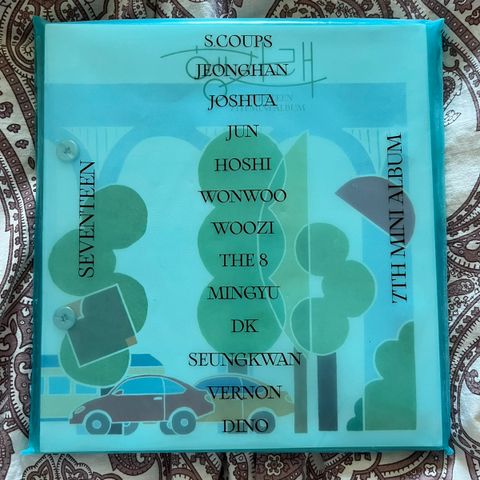 S.COUPS
JEONGHAN
JOSHUA
JUN
HOSHI
WONWOO
WOOZI
THE 8
MINGYU
DK
SEUNGKWAN
VERNON
DINO
SEVENTEEN
7TH MINI ALBUM